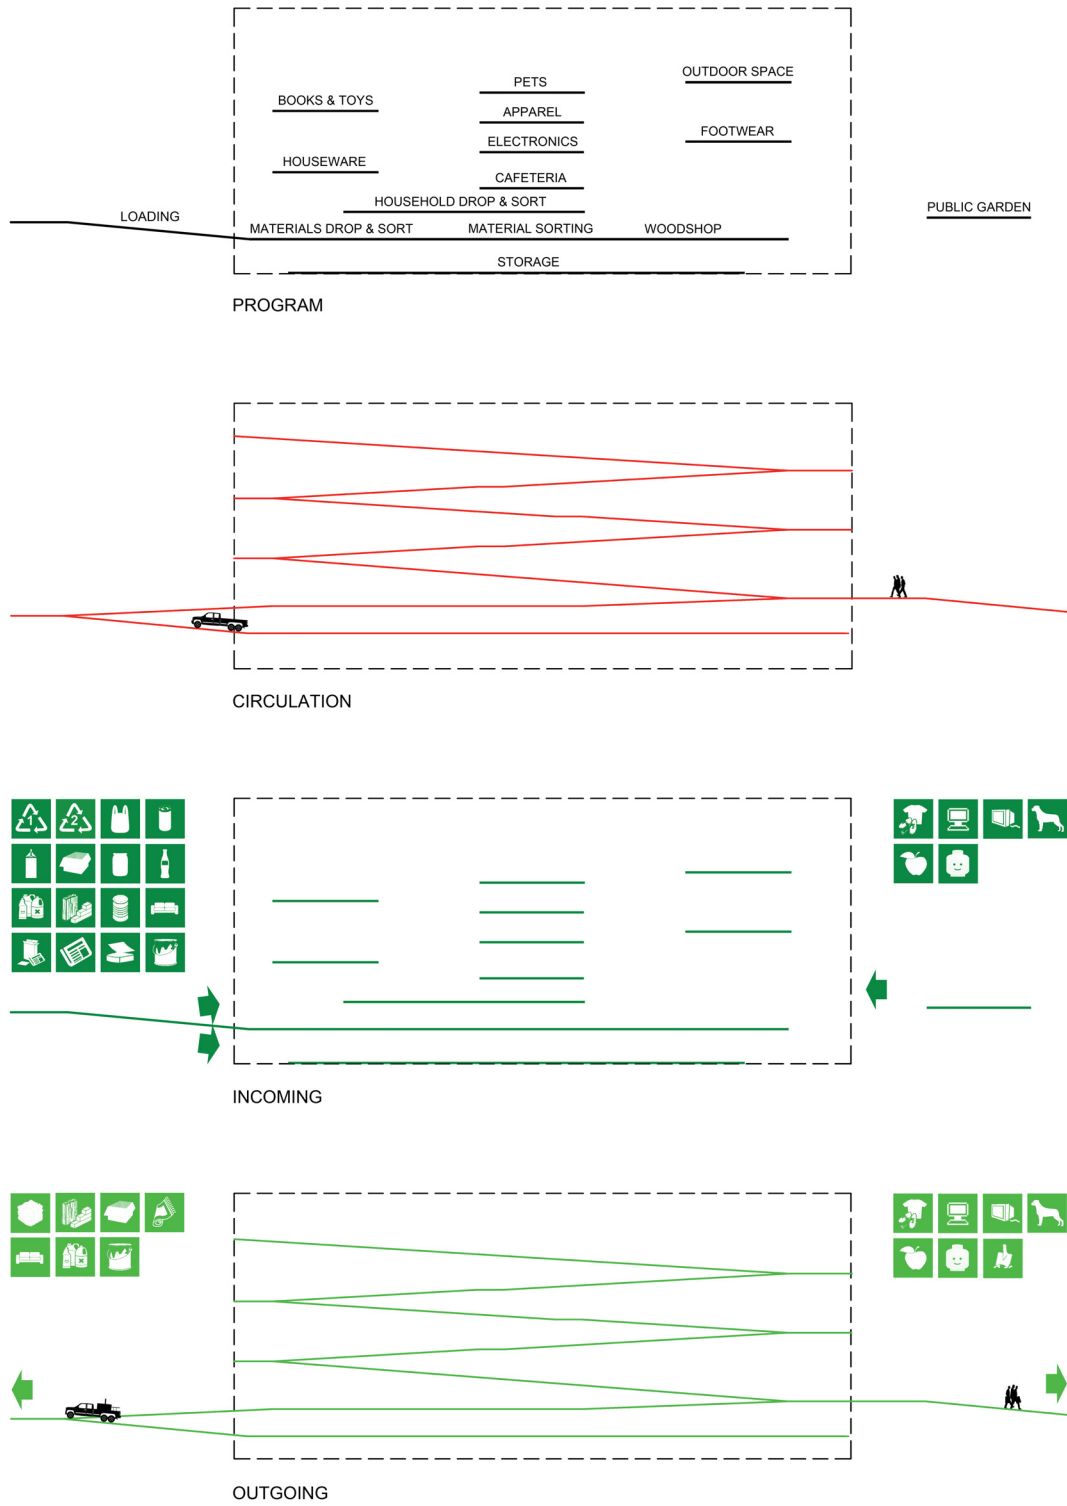 OUTDOOR SPACE
PETS
BOOKS & TOYS
APPAREL
FOOTWEAR
ELECTRONICS
HOUSEWARE
CAFETERIA
HOUSEHOLD DROP & SORT
PUBLIC GARDEN
LOADING
MATERIALS DROP & SORT MATERIAL SORTING WOODSHOP
STORAGE
PROGRAM
CIRCULATION
1 2
INCOMING
OUTGOING